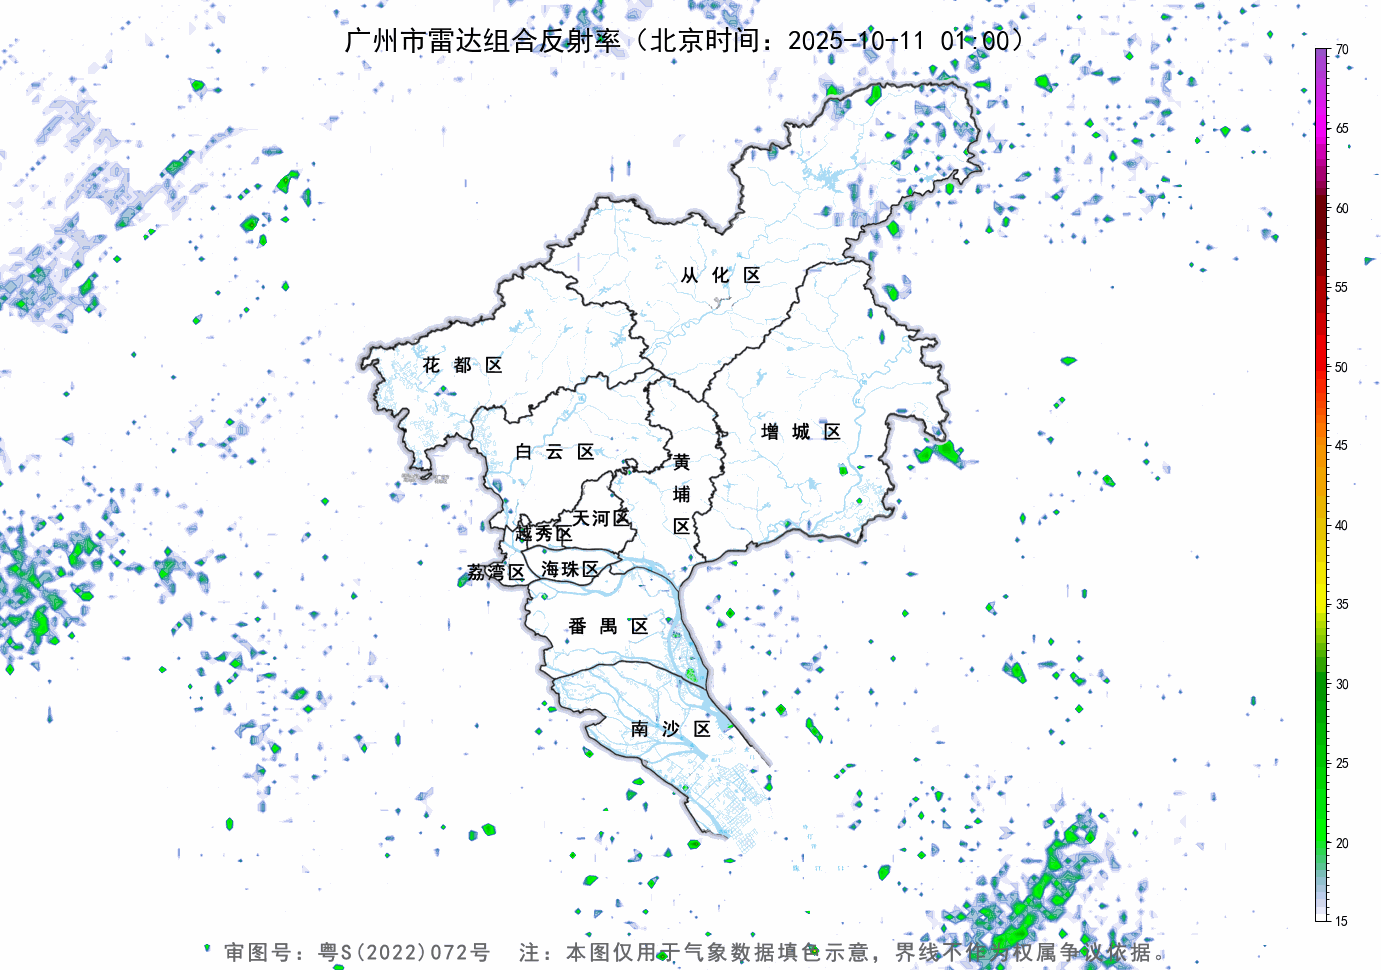 广州市雷达组合反射率（北京时间：2025-10-11 01:00）
70
65
60
55
50
45
40
35
30
25
20
15
从化区
花都区
增城区
白云区
黄埔区
天河区
越秀区
荔湾区
海珠区
番禺区
南沙区
审图号：粤S(2022)072号 注：本图仅用于气象数据填色示意，界线不作为权属争议依据。